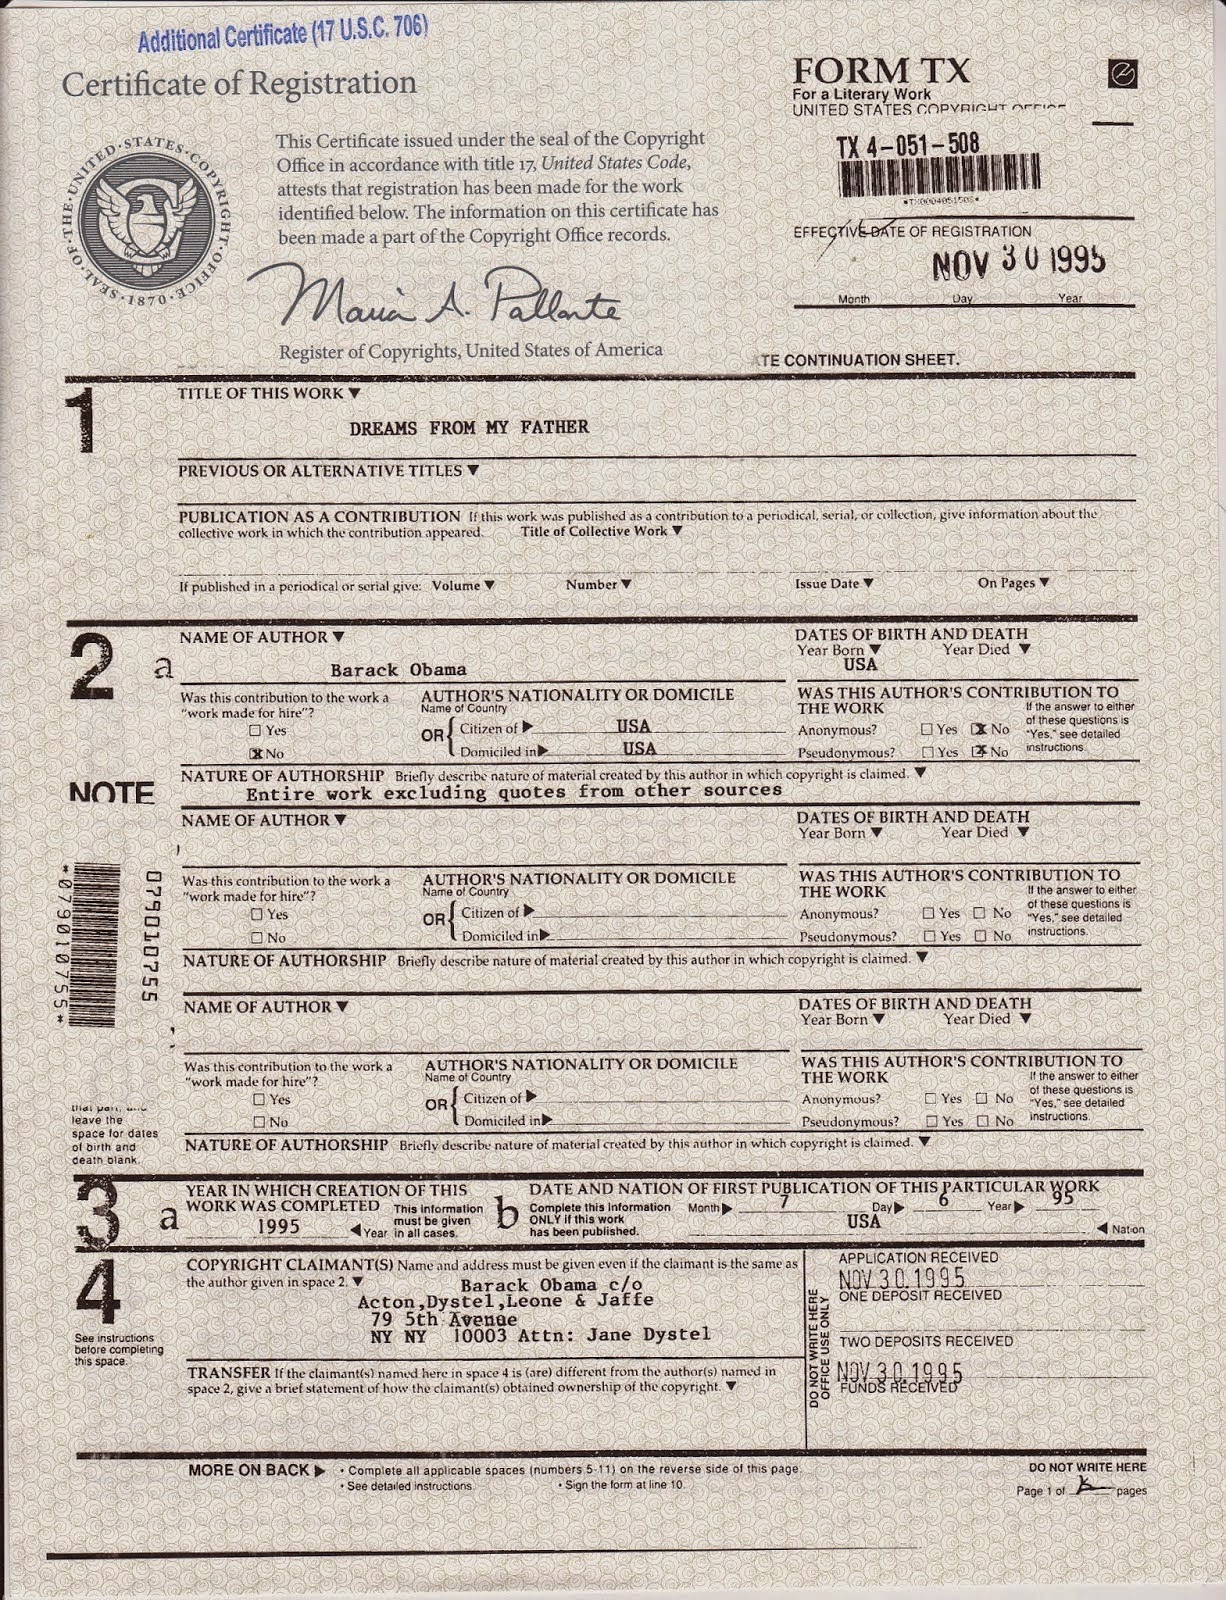 Additional Certificate (17 U.S.C. 706)
Certificate of Registration
SEAL·OF·THE·UNITED·STATES·COPYRIGHT·OFFICE·1870·
This Certificate issued under the seal of the Copyright
Office in accordance with title 17, United States Code,
attests that registration has been made for the work
identified below. The information on this certificate has
been made a part of the Copyright Office records.
Maria A. Pallante
Register of Copyrights, United States of America
FORM TX
For a Literary Work
UNITED STATES COPYRIGHT OFFICE
TX 4-051-508
*TX0004051508*
EFFECTIVE DATE OF REGISTRATION
NOV 30 1995
Month Day Year
ATE CONTINUATION SHEET.
1
TITLE OF THIS WORK ▼
DREAMS FROM MY FATHER
PREVIOUS OR ALTERNATIVE TITLES ▼
PUBLICATION AS A CONTRIBUTION If this work was published as a contribution to a periodical, serial, or collection, give information about the
collective work in which the contribution appeared. Title of Collective Work ▼
If published in a periodical or serial give: Volume ▼ Number ▼ Issue Date ▼ On Pages ▼
2
a
NAME OF AUTHOR ▼
Barack Obama
DATES OF BIRTH AND DEATH
Year Born ▼ Year Died ▼
USA
Was this contribution to the work a
"work made for hire"?
☐ Yes
☒ No
AUTHOR'S NATIONALITY OR DOMICILE
Name of Country
OR { Citizen of ▶ USA
Domiciled in ▶ USA
WAS THIS AUTHOR'S CONTRIBUTION TO
THE WORK
Anonymous? ☐ Yes ☒ No
Pseudonymous? ☐ Yes ☒ No
If the answer to either
of these questions is
"Yes," see detailed
instructions.
NATURE OF AUTHORSHIP Briefly describe nature of material created by this author in which copyright is claimed. ▼
Entire work excluding quotes from other sources
NOTE
NAME OF AUTHOR ▼
DATES OF BIRTH AND DEATH
Year Born ▼ Year Died ▼
*079010755*
079010755
Was this contribution to the work a
"work made for hire"?
☐ Yes
☐ No
AUTHOR'S NATIONALITY OR DOMICILE
Name of Country
OR { Citizen of ▶
Domiciled in ▶
WAS THIS AUTHOR'S CONTRIBUTION TO
THE WORK
Anonymous? ☐ Yes ☐ No
Pseudonymous? ☐ Yes ☐ No
If the answer to either
of these questions is
"Yes," see detailed
instructions.
NATURE OF AUTHORSHIP Briefly describe nature of material created by this author in which copyright is claimed. ▼
NAME OF AUTHOR ▼
DATES OF BIRTH AND DEATH
Year Born ▼ Year Died ▼
Was this contribution to the work a
"work made for hire"?
☐ Yes
☐ No
AUTHOR'S NATIONALITY OR DOMICILE
Name of Country
OR { Citizen of ▶
Domiciled in ▶
WAS THIS AUTHOR'S CONTRIBUTION TO
THE WORK
Anonymous? ☐ Yes ☐ No
Pseudonymous? ☐ Yes ☐ No
If the answer to either
of these questions is
"Yes," see detailed
instructions.
that part, and
leave the
space for dates
of birth and
death blank.
NATURE OF AUTHORSHIP Briefly describe nature of material created by this author in which copyright is claimed. ▼
3
a
YEAR IN WHICH CREATION OF THIS
WORK WAS COMPLETED
1995 ◀ Year
This information
must be given
in all cases.
b
DATE AND NATION OF FIRST PUBLICATION OF THIS PARTICULAR WORK
Complete this information
ONLY if this work
has been published.
Month ▶ 7 Day ▶ 6 Year ▶ 95
USA ◀ Nation
4
See instructions
before completing
this space.
COPYRIGHT CLAIMANT(S) Name and address must be given even if the claimant is the same as
the author given in space 2. ▼
Barack Obama c/o
Acton,Dystel,Leone & Jaffe
79 5th Avenue
NY NY 10003 Attn: Jane Dystel
TRANSFER If the claimant(s) named here in space 4 is (are) different from the author(s) named in
space 2, give a brief statement of how the claimant(s) obtained ownership of the copyright. ▼
DO NOT WRITE HERE
OFFICE USE ONLY
APPLICATION RECEIVED
NOV 30.1995
ONE DEPOSIT RECEIVED
TWO DEPOSITS RECEIVED
NOV 30.1995
FUNDS RECEIVED
MORE ON BACK ▶
• Complete all applicable spaces (numbers 5-11) on the reverse side of this page.
• See detailed instructions. • Sign the form at line 10.
DO NOT WRITE HERE
Page 1 of pages